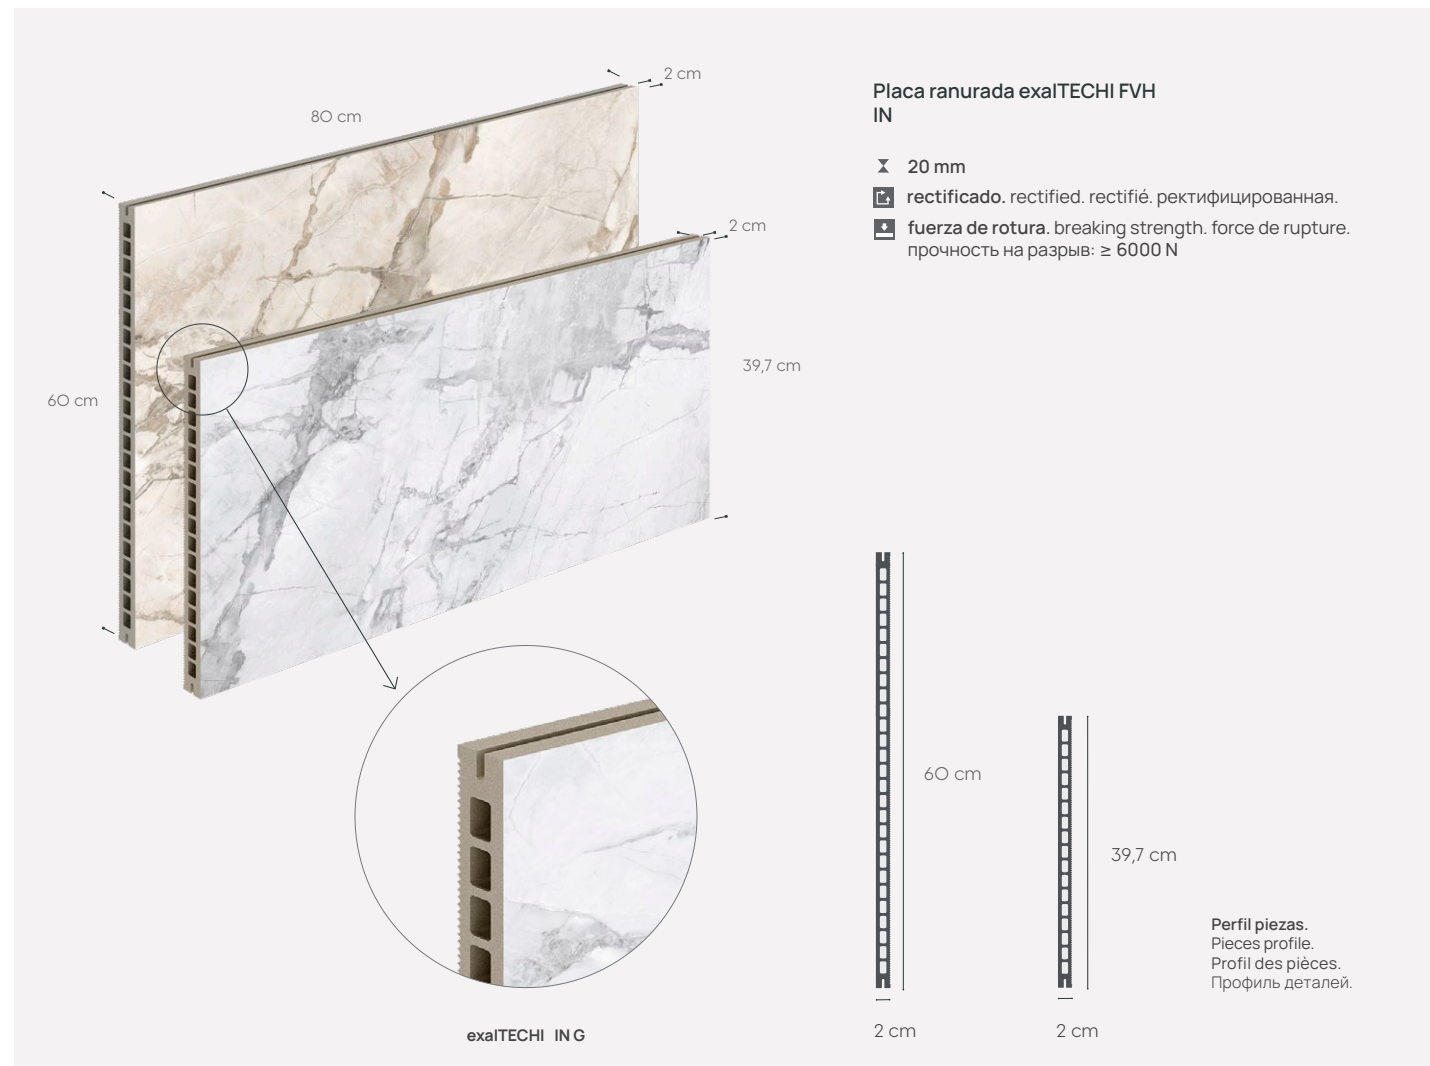 2 cm
80 cm
2 cm
39,7 cm
60 cm
exalTECHI IN G
Placa ranurada exalTECHI FVH
IN
20 mm
rectificado. rectified. rectifié. ректифицированная.
fuerza de rotura. breaking strength. force de rupture.
прочность на разрыв: ≥ 6000 N
60 cm
39,7 cm
2 cm
2 cm
Perfil piezas.
Pieces profile.
Profil des pièces.
Профиль деталей.